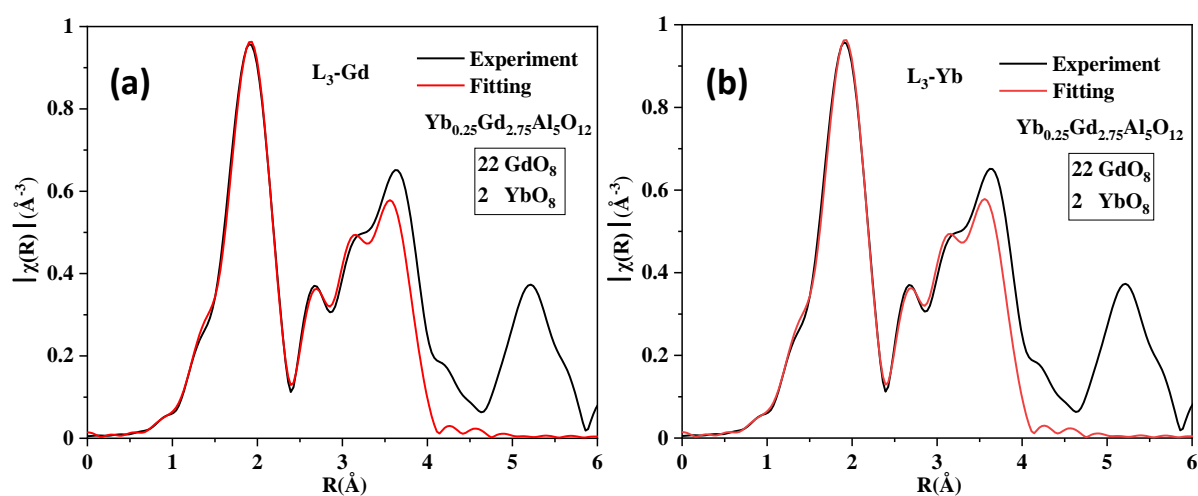 (a)
L₃-Gd
Experiment
Fitting
Yb₀.₂₅Gd₂.₇₅Al₅O₁₂
22 GdO₈
2 YbO₈
|χ(R)|(Å⁻³)
1
0.8
0.6
0.4
0.2
0
0 1 2 3 4 5 6
R(Å)
(b)
L₃-Yb
Experiment
Fitting
Yb₀.₂₅Gd₂.₇₅Al₅O₁₂
22 GdO₈
2 YbO₈
|χ(R)|(Å⁻³)
1
0.8
0.6
0.4
0.2
0
0 1 2 3 4 5 6
R(Å)